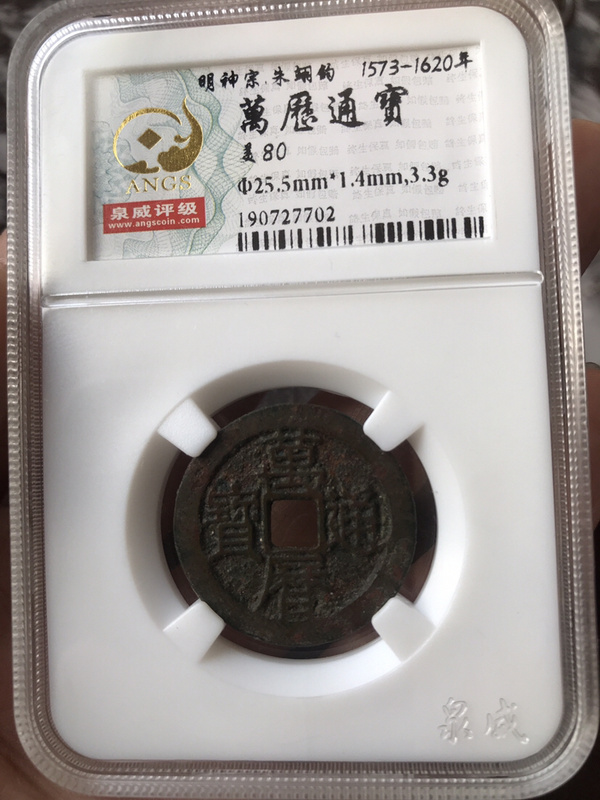 明神宗·朱翊钧 1573-1620年
萬歷通寶
美80
Φ25.5mm*1.4mm,3.3g
190727702
ANGS
泉威评级
www.angscoin.com
萬曆通寶
泉威